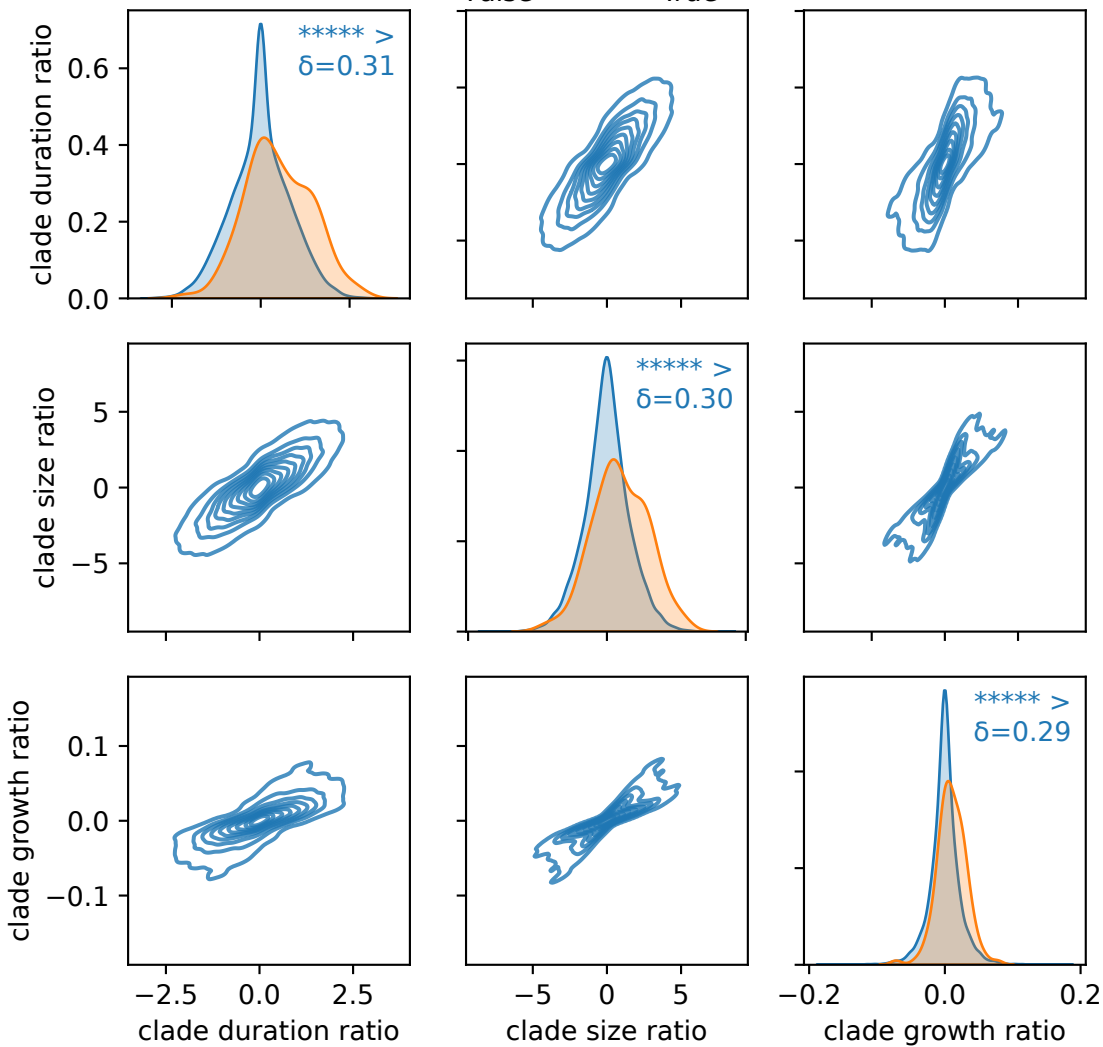 clade duration ratio
0.6
0.4
0.2
0.0
***** >
δ=0.31
clade size ratio
5
0
−5
***** >
δ=0.30
clade growth ratio
0.1
0.0
−0.1
***** >
δ=0.29
−2.5 0.0 2.5
−5 0 5
−0.2 0.0 0.2
clade duration ratio
clade size ratio
clade growth ratio